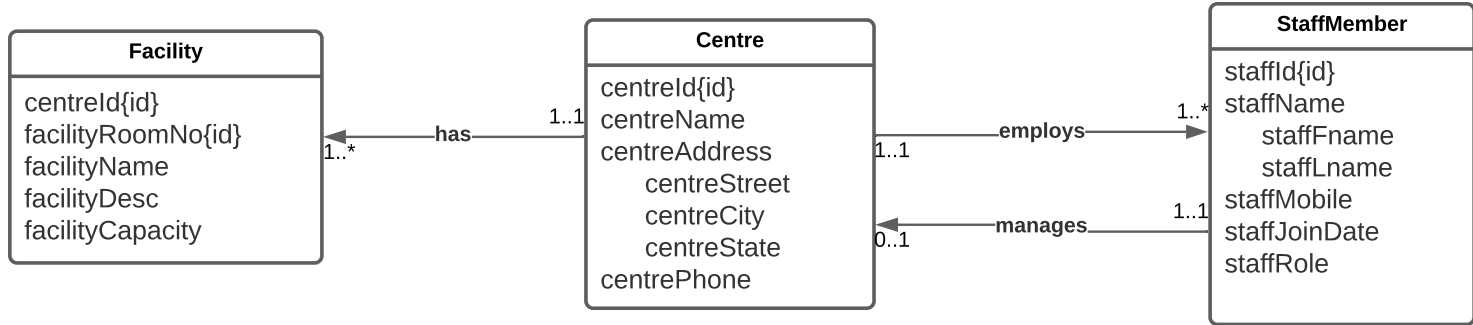 Facility
centreId{id}
facilityRoomNo{id}
facilityName
facilityDesc
facilityCapacity
1..*
has
1..1
Centre
centreId{id}
centreName
centreAddress
centreStreet
centreCity
centreState
centrePhone
1..1
employs
1..*
0..1
manages
1..1
StaffMember
staffId{id}
staffName
staffFname
staffLname
staffMobile
staffJoinDate
staffRole